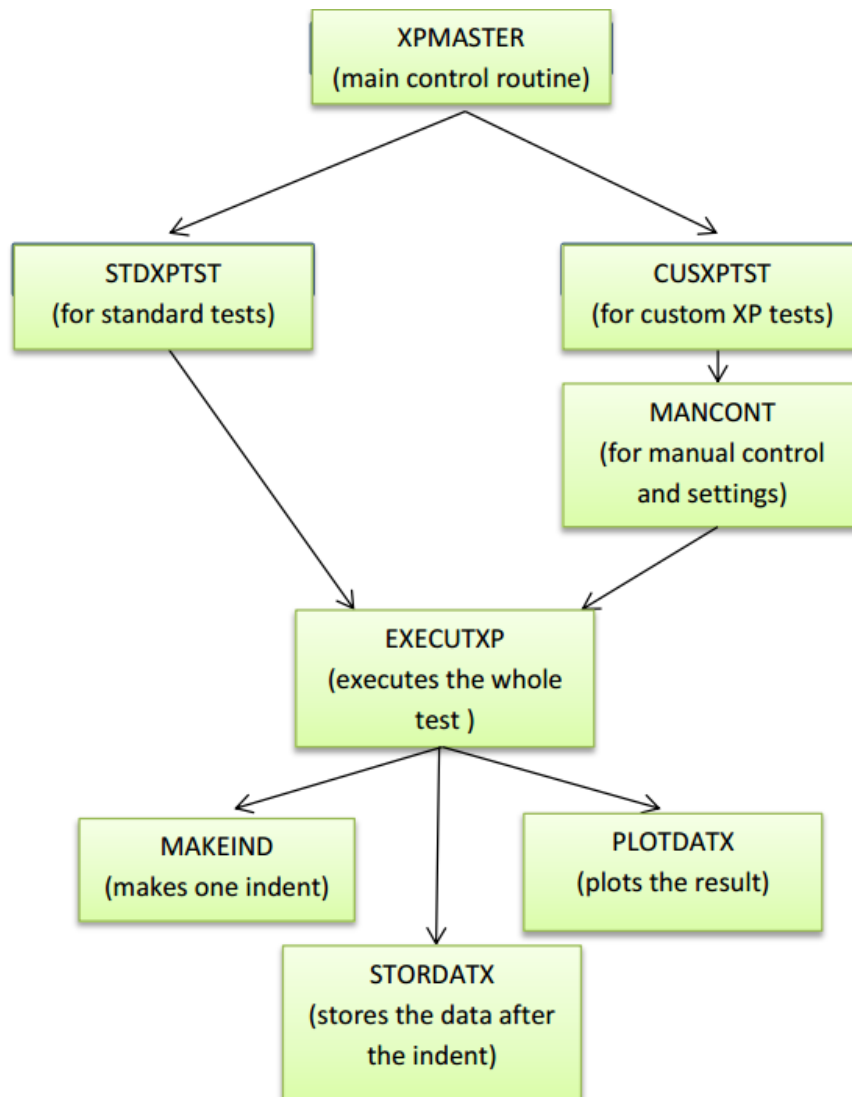 XPMASTER
(main control routine)
STDXPTST
(for standard tests)
CUSXPTST
(for custom XP tests)
MANCONT
(for manual control
and settings)
EXECUTXP
(executes the whole
test )
MAKEIND
(makes one indent)
PLOTDATX
(plots the result)
STORDATX
(stores the data after
the indent)